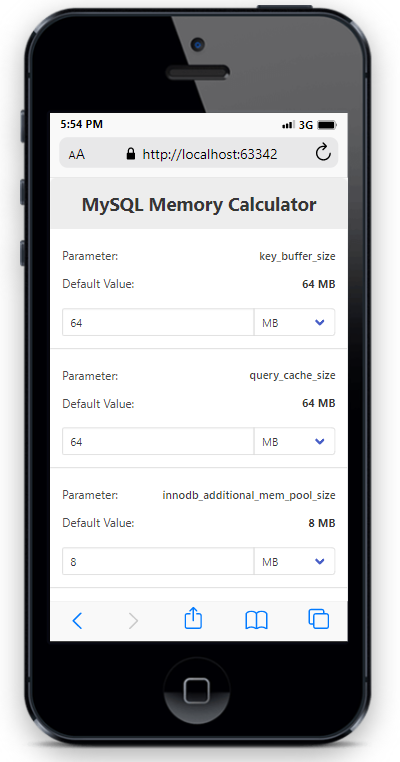 5:54 PM 3G
AA http://localhost:63342
MySQL Memory Calculator
Parameter: key_buffer_size
Default Value: 64 MB
64 MB
Parameter: query_cache_size
Default Value: 64 MB
64 MB
Parameter: innodb_additional_mem_pool_size
Default Value: 8 MB
8 MB